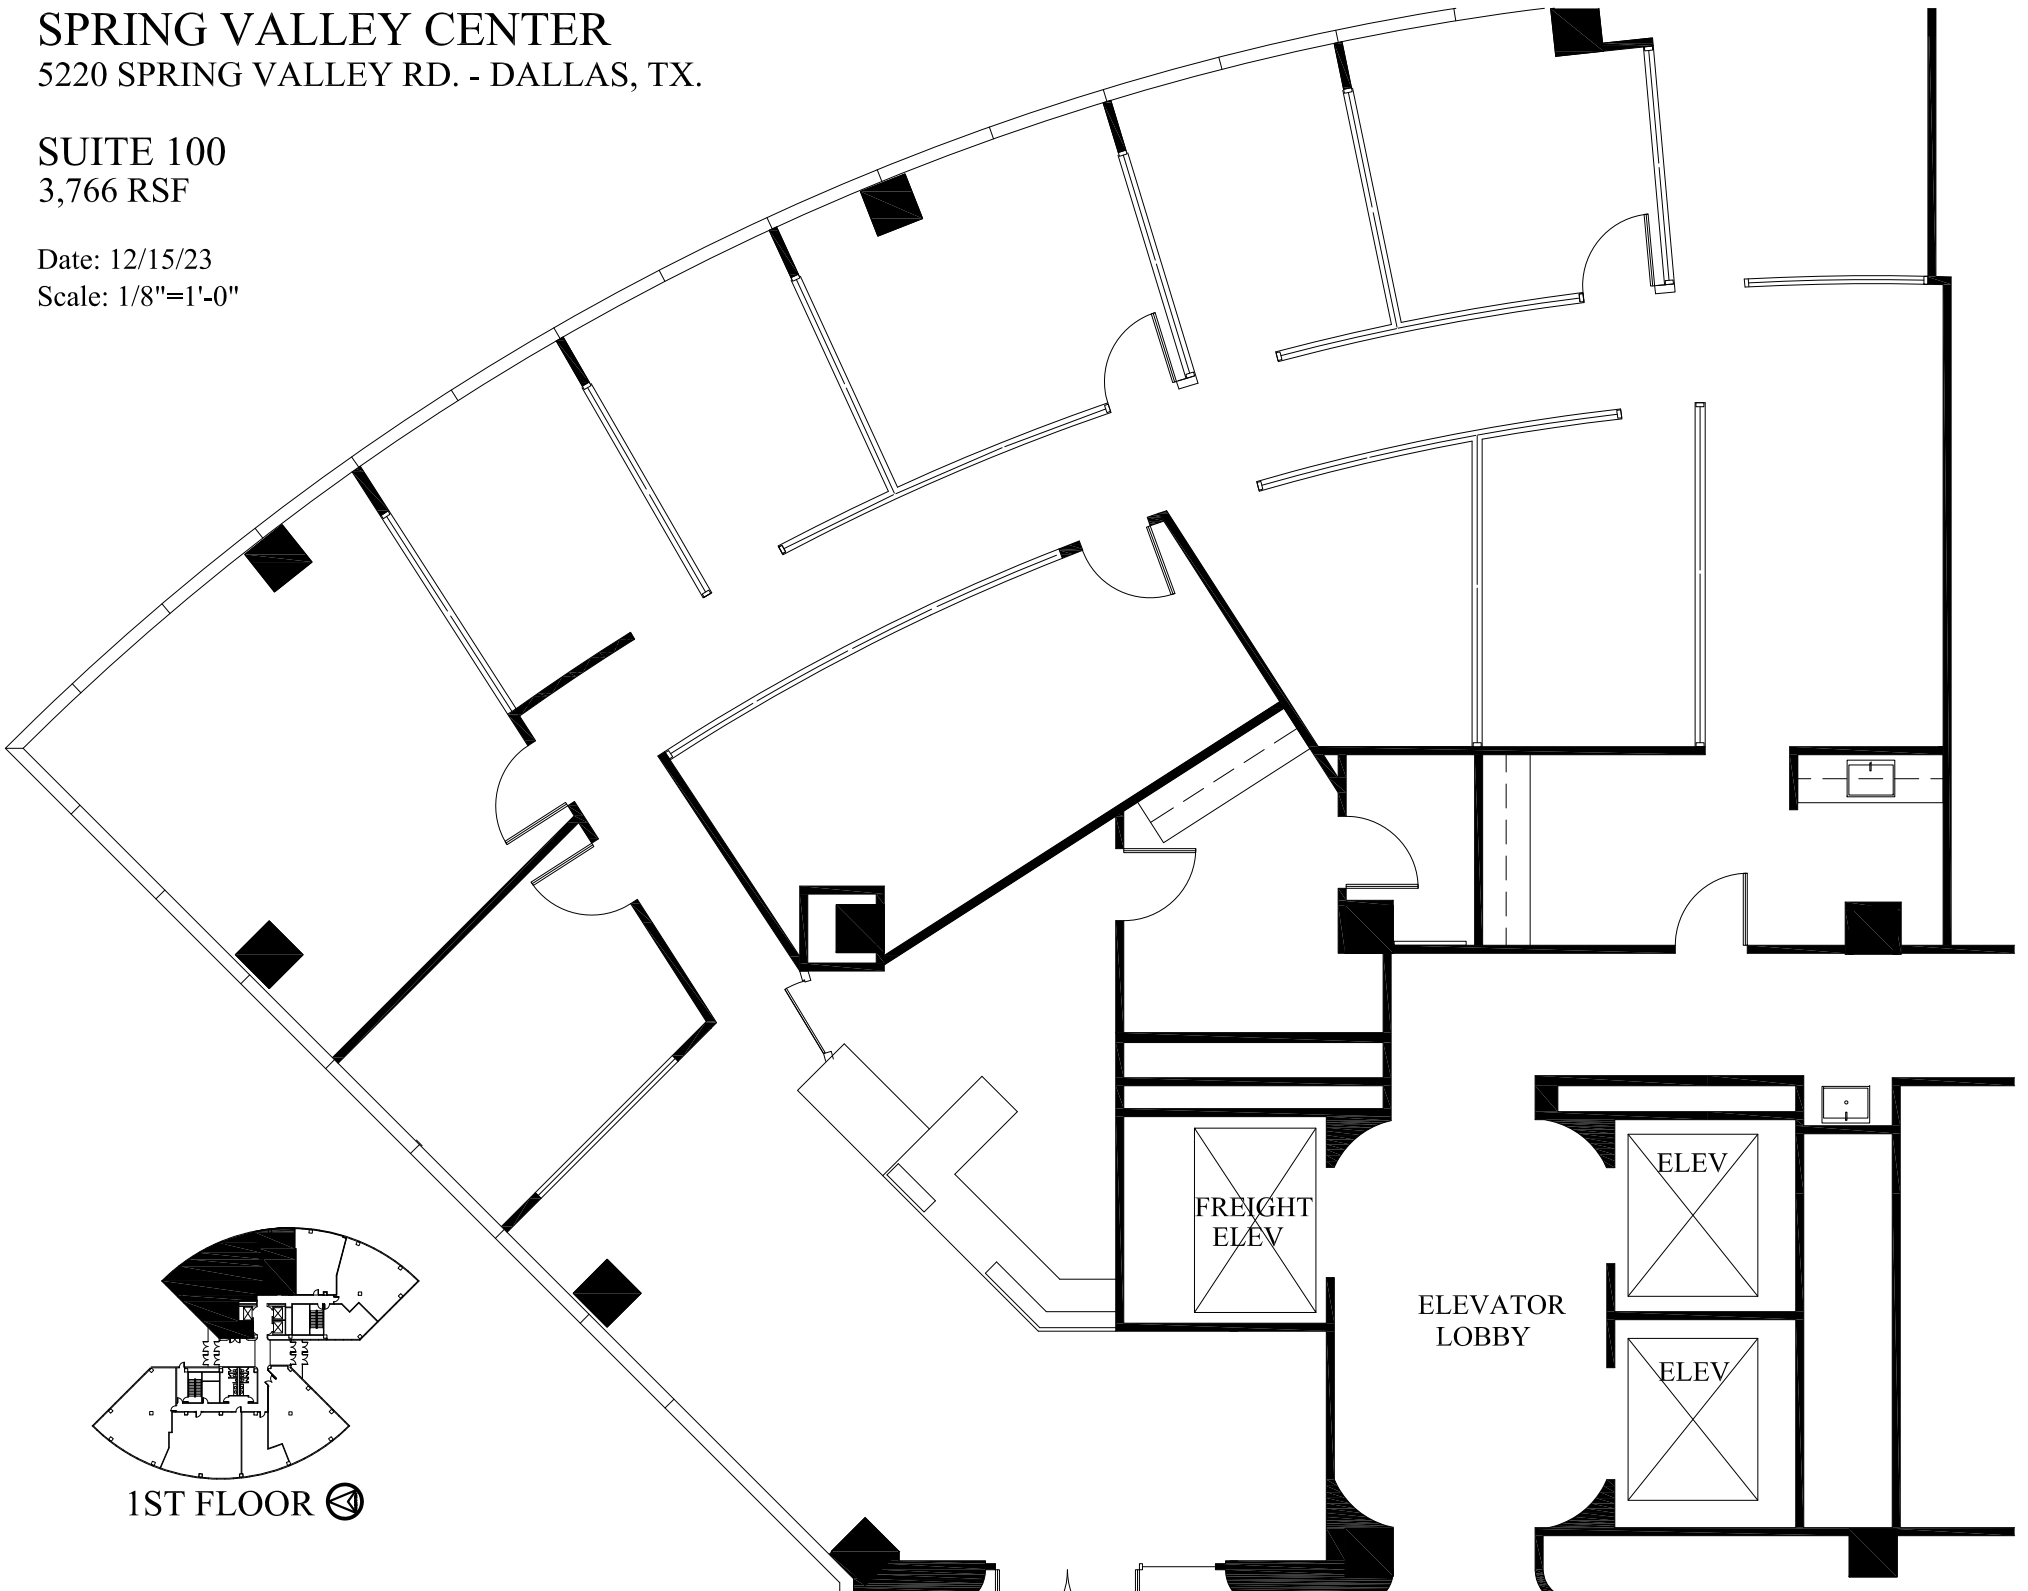 SPRING VALLEY CENTER
5220 SPRING VALLEY RD. - DALLAS, TX.
SUITE 100
3,766 RSF
Date: 12/15/23
Scale: 1/8"=1'-0"
ELEV
FREIGHT
ELEV
ELEVATOR
LOBBY
ELEV
1ST FLOOR